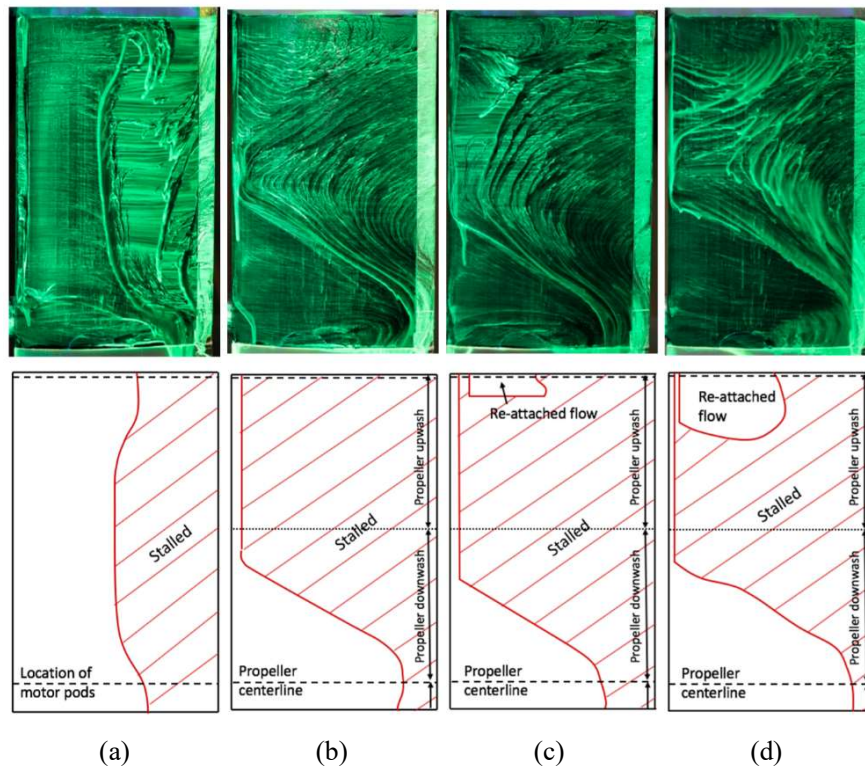 Stalled
Location of
motor pods
Stalled
Propeller upwash
Propeller downwash
Propeller
centerline
Re-attached flow
Stalled
Propeller upwash
Propeller downwash
Propeller
centerline
Re-attached
flow
Stalled
Propeller upwash
Propeller downwash
Propeller
centerline
(a)
(b)
(c)
(d)